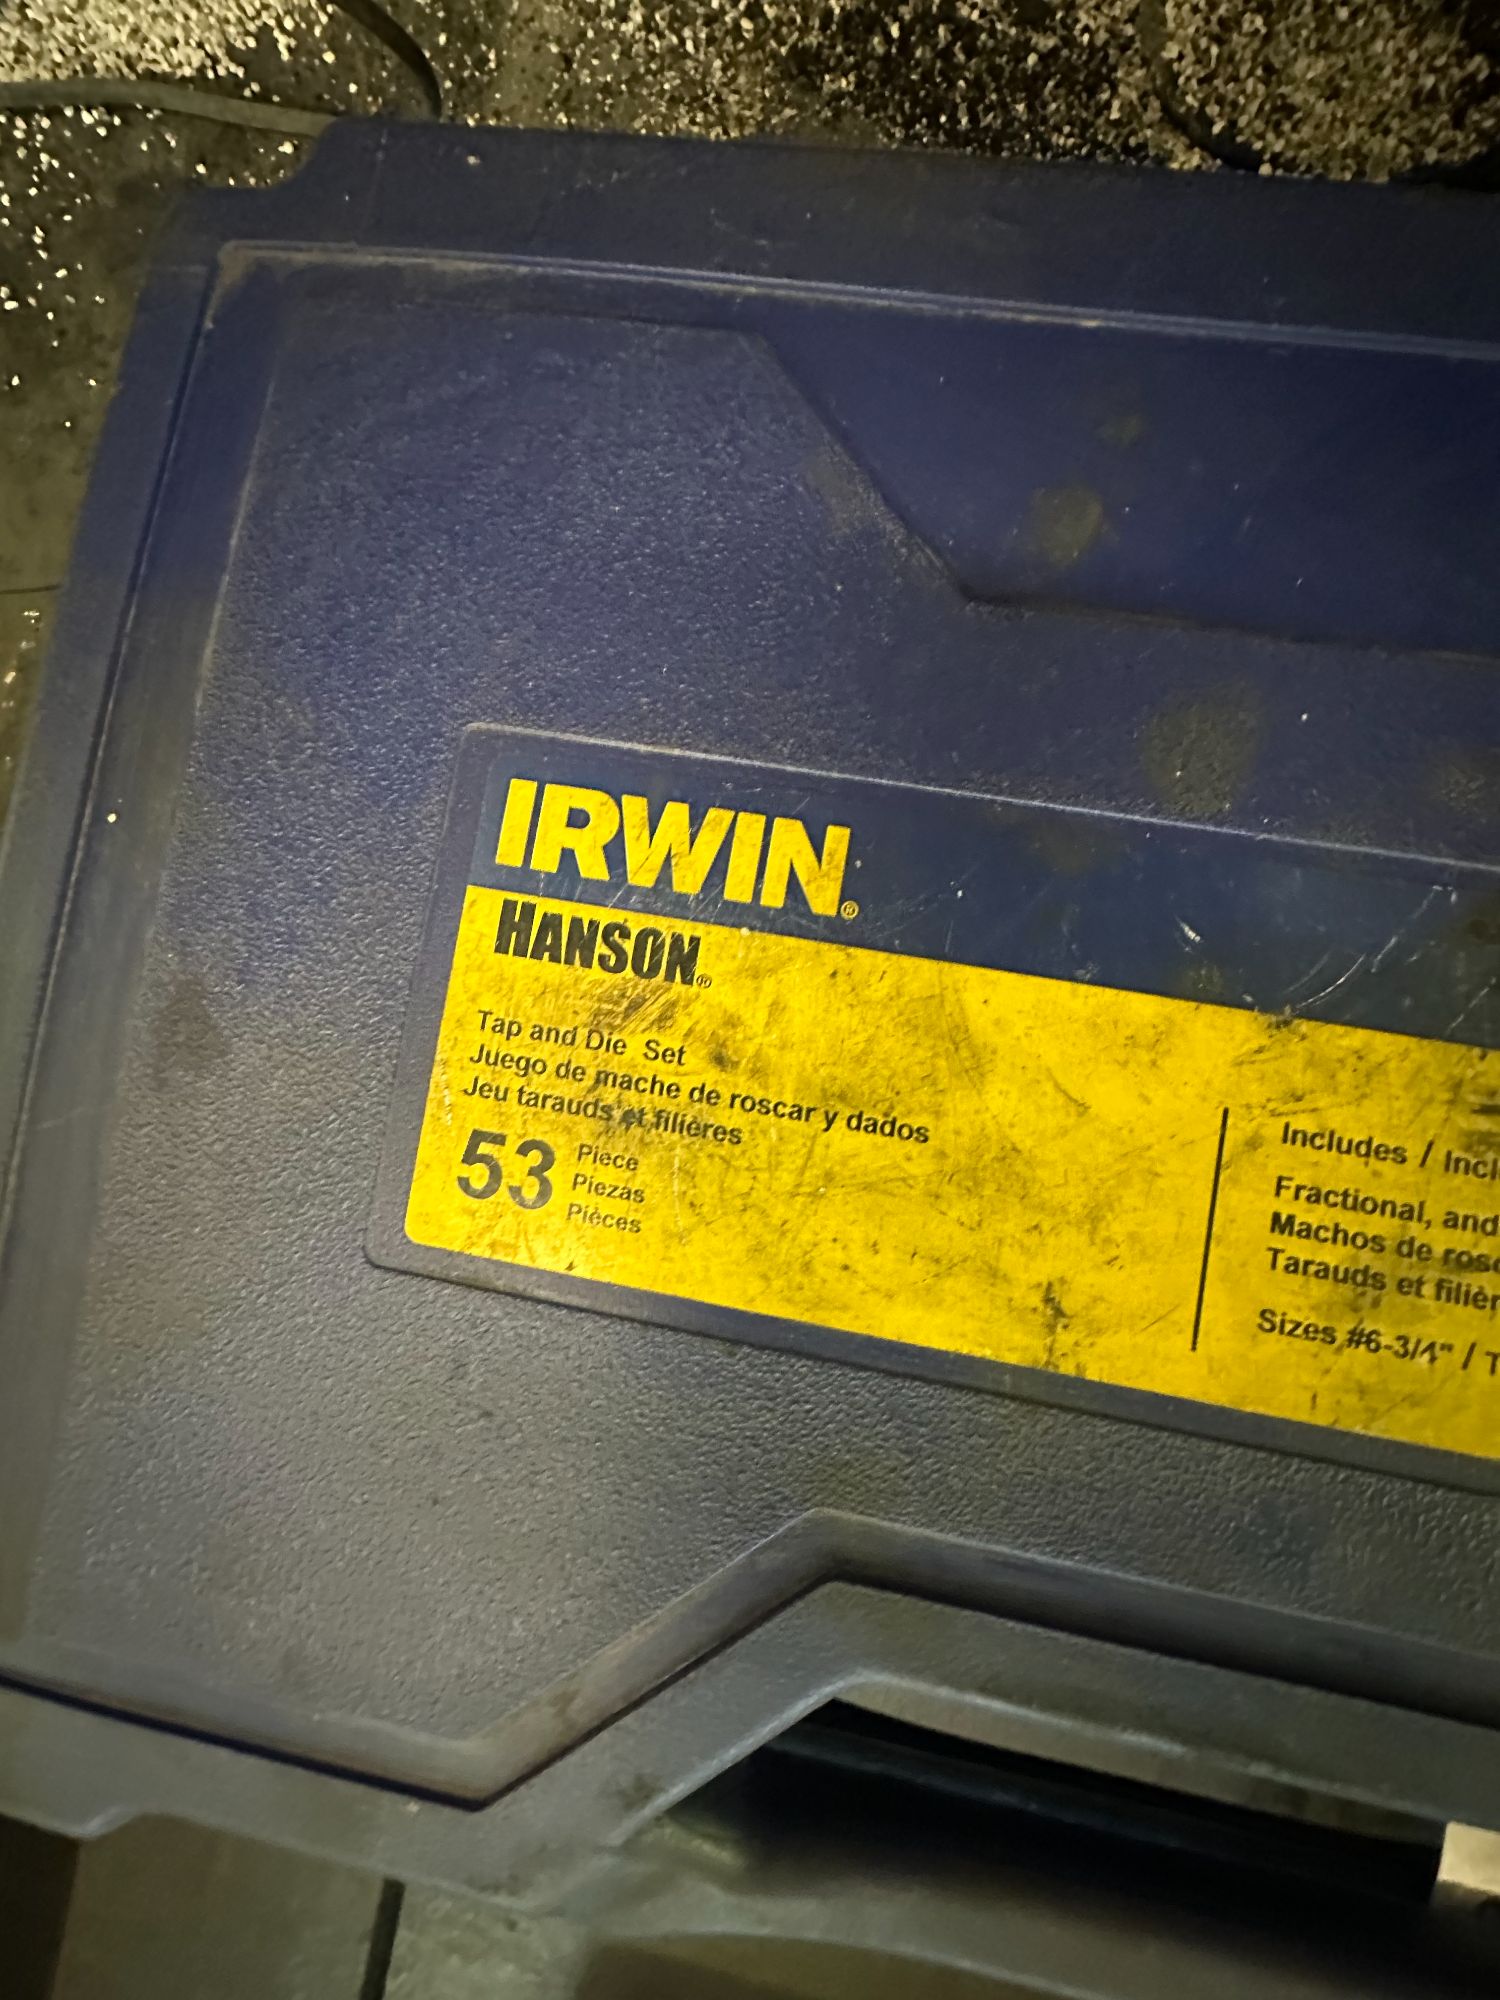 IRWIN®
HANSON®
Tap and Die Set
Juego de mache de roscar y dados
Jeu tarauds et filières
53
Piece
Piezas
Pièces
Includes /
Fractional, and
Machos de
Tarauds et
Sizes #6-3/4" /